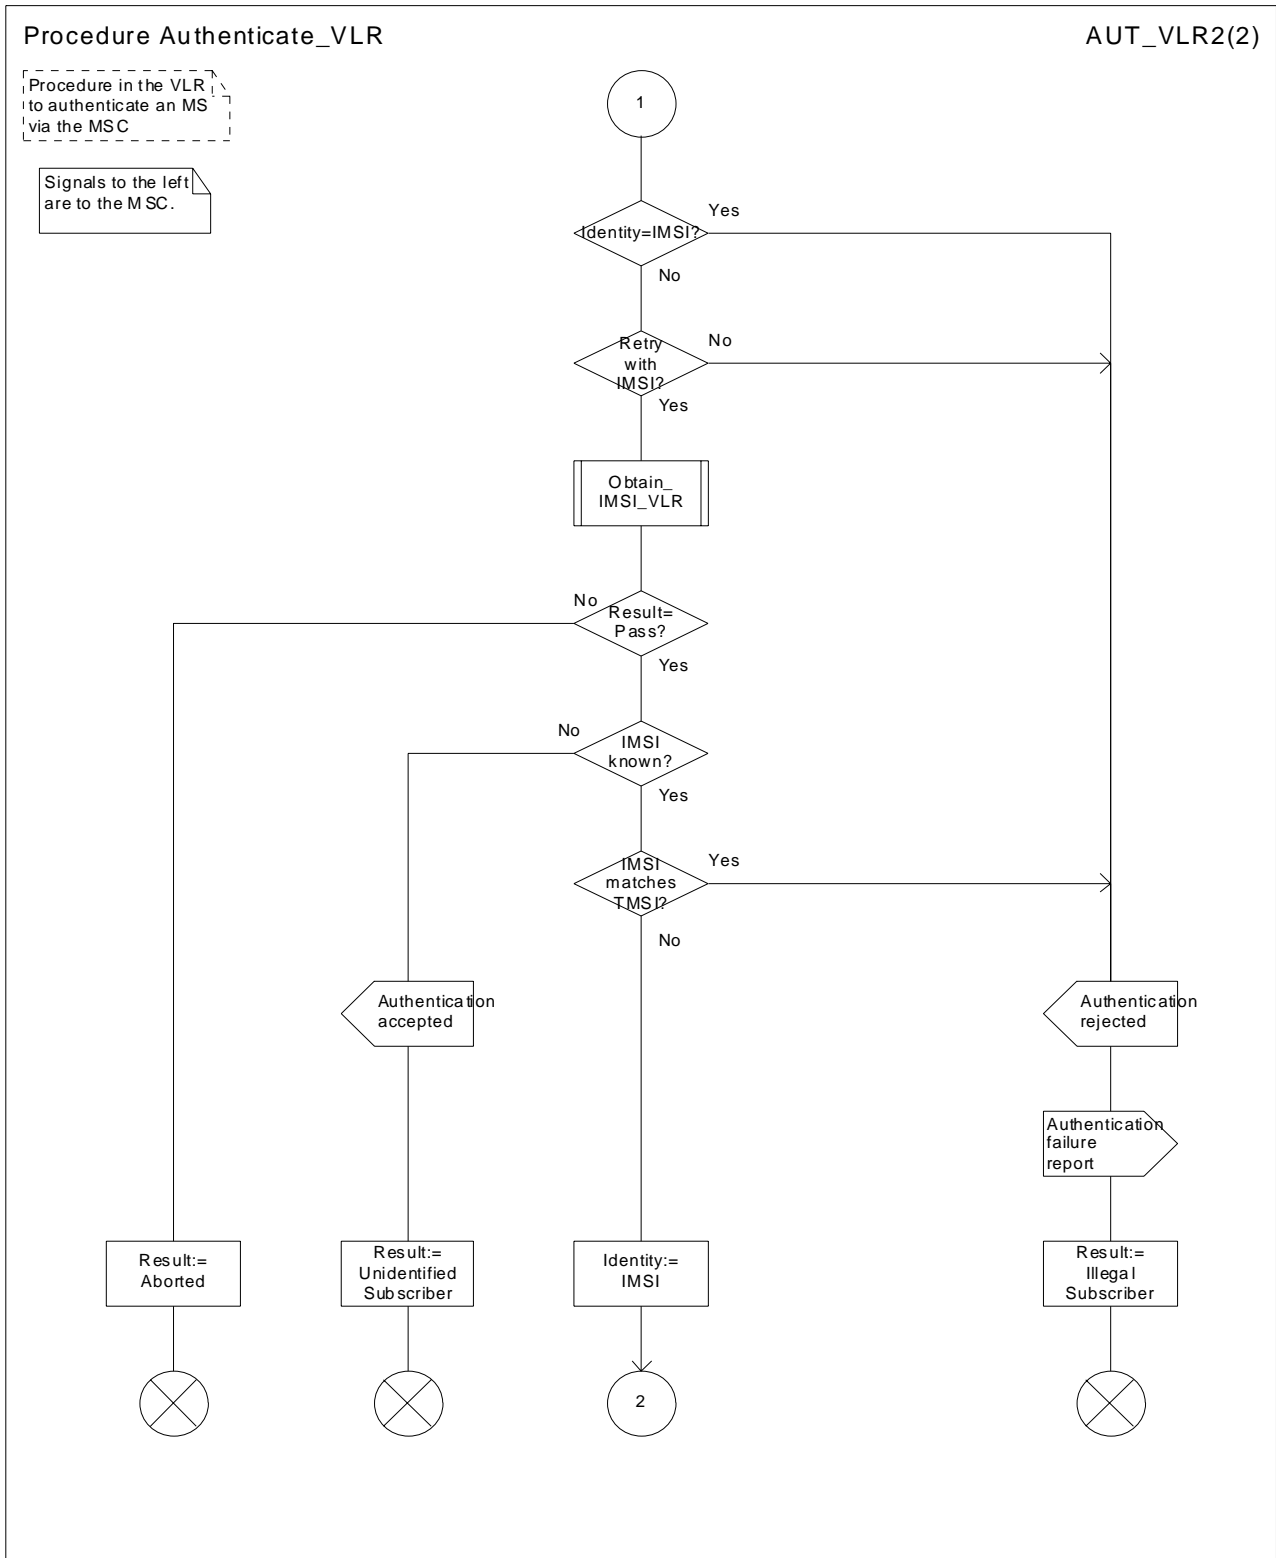 Procedure Authenticate_VLR
AUT_VLR2(2)
Procedure in the VLR
to authenticate an MS
via the MSC
1
Signals to the left
are to the MSC.
Yes
Identity=IMSI?
No
Retry
with
IMSI?
No
Yes
Obtain_
IMSI_VLR
No
Result=
Pass?
Yes
No
IMSI
known?
Yes
IMSI
matches
TMSI?
Yes
No
Authentication
accepted
Authentication
rejected
Authentication
failure
report
Result:=
Aborted
Result:=
Unidentified
Subscriber
Identity:=
IMSI
Result:=
Illegal
Subscriber
2